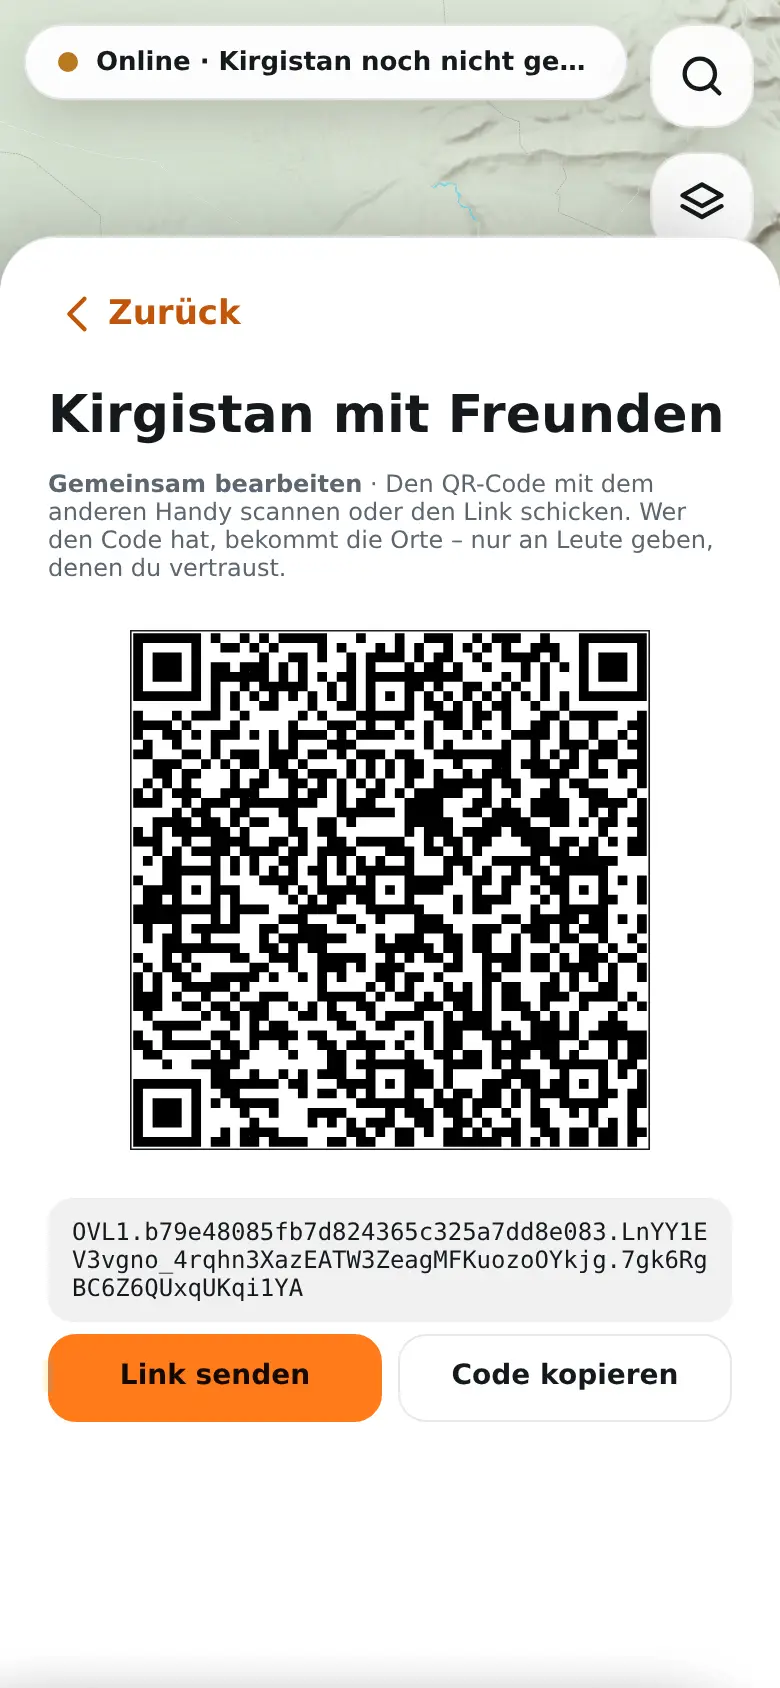 Online · Kirgistan noch nicht ge...
Zurück
Kirgistan mit Freunden
Gemeinsam bearbeiten · Den QR-Code mit dem
anderen Handy scannen oder den Link schicken. Wer
den Code hat, bekommt die Orte – nur an Leute geben,
denen du vertraust.
OVL1.b79e48085fb7d824365c325a7dd8e083.LnYY1E
V3vgno_4rqhn3XazEATW3ZeagMFKuozoOYkjg.7gk6Rg
BC6Z6QUxqUKqi1YA
Link senden
Code kopieren